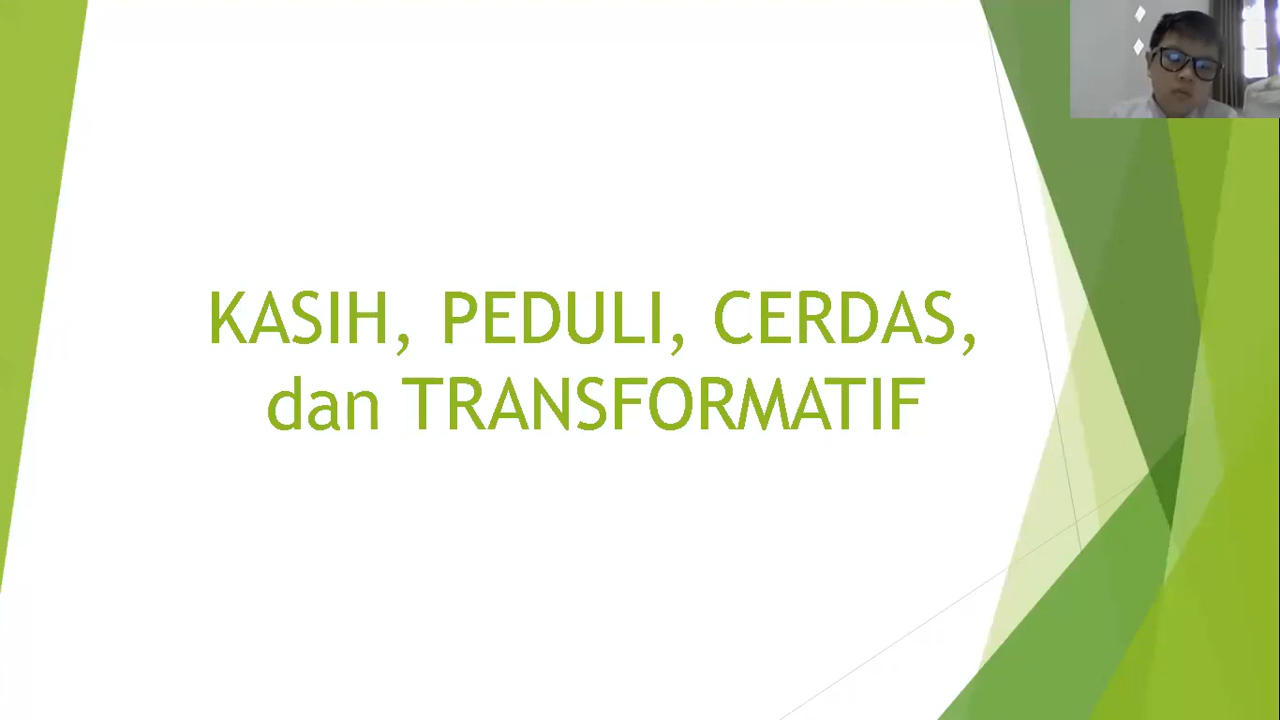 KASIH, PEDULI, CERDAS,
dan TRANSFORMATIF